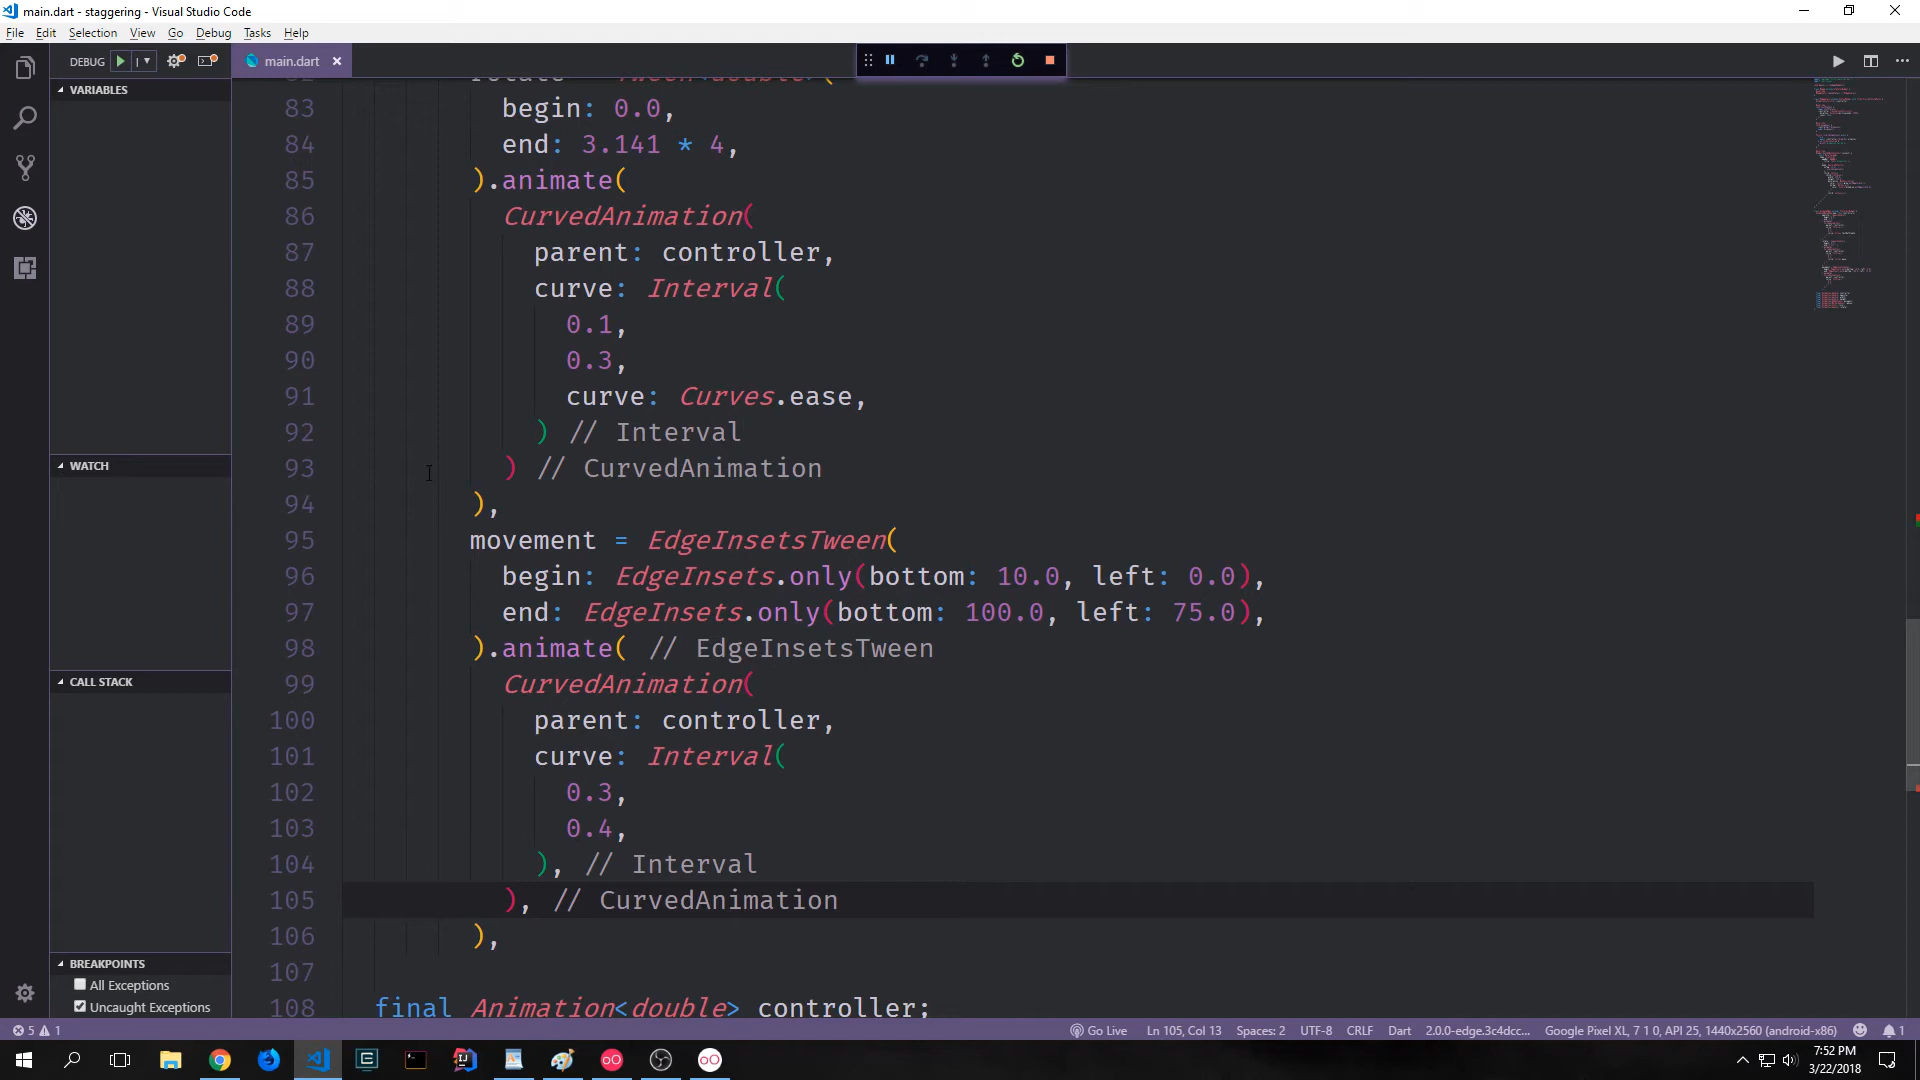 main.dart - staggering - Visual Studio Code
File Edit Selection View Go Debug Tasks Help
DEBUG
main.dart
VARIABLES
WATCH
CALL STACK
BREAKPOINTS
All Exceptions
Uncaught Exceptions
83 begin: 0.0,
84 end: 3.141 * 4,
85 ).animate(
86 CurvedAnimation(
87 parent: controller,
88 curve: Interval(
89 0.1,
90 0.3,
91 curve: Curves.ease,
92 ) // Interval
93 ) // CurvedAnimation
94 ),
95 movement = EdgeInsetsTween(
96 begin: EdgeInsets.only(bottom: 10.0, left: 0.0),
97 end: EdgeInsets.only(bottom: 100.0, left: 75.0),
98 ).animate( // EdgeInsetsTween
99 CurvedAnimation(
100 parent: controller,
101 curve: Interval(
102 0.3,
103 0.4,
104 ), // Interval
105 ), // CurvedAnimation
106 ),
107
108 final Animation<double> controller;
5 1 Go Live Ln 105, Col 13 Spaces: 2 UTF-8 CRLF Dart 2.0.0-edge.3c4dcc... Google Pixel XL, 7 1 0, API 25, 1440x2560 (android-x86) 1
7:52 PM
3/22/2018